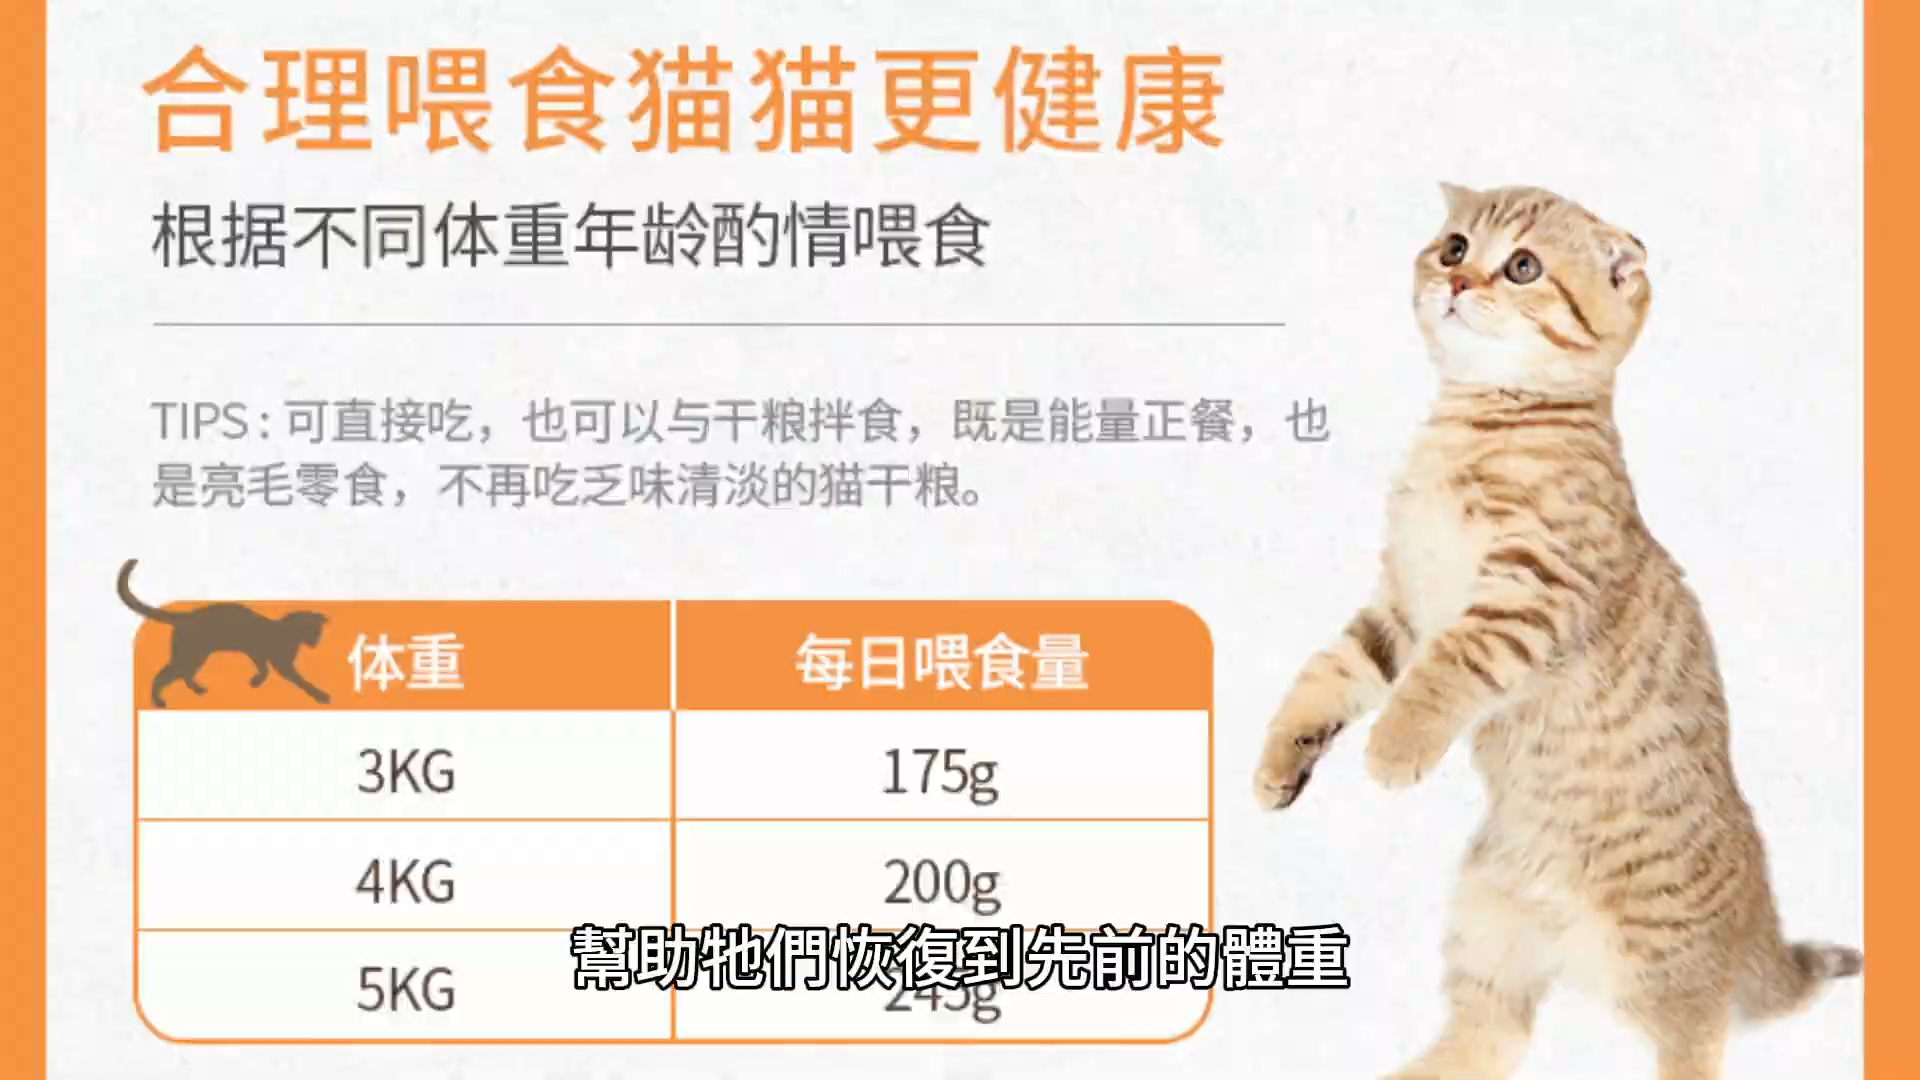 合理喂食猫猫更健康
根据不同体重年龄酌情喂食
TIPS : 可直接吃，也可以与干粮拌食，既是能量正餐，也
是亮毛零食，不再吃乏味清淡的猫干粮。
体重 每日喂食量
3KG 175g
4KG 200g
幫助牠們恢復到先前的體重
5KG 245g